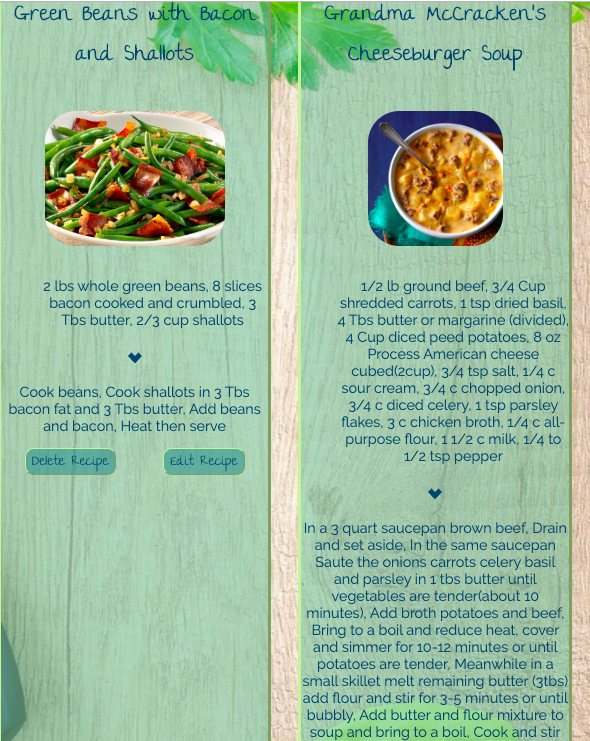 Green Beans with Bacon
and Shallots
2 lbs whole green beans, 8 slices
bacon cooked and crumbled, 3
Tbs butter, 2/3 cup shallots
Cook beans, Cook shallots in 3 Tbs
bacon fat and 3 Tbs butter, Add beans
and bacon, Heat then serve
Delete Recipe
Edit Recipe
Grandma McCracken's
Cheeseburger Soup
1/2 lb ground beef, 3/4 Cup
shredded carrots, 1 tsp dried basil,
4 Tbs butter or margarine (divided),
4 Cup diced peed potatoes, 8 oz
Process American cheese
cubed(2cup), 3/4 tsp salt, 1/4 c
sour cream, 3/4 c chopped onion,
3/4 c diced celery, 1 tsp parsley
flakes, 3 c chicken broth, 1/4 c all-
purpose flour, 1 1/2 c milk, 1/4 to
1/2 tsp pepper
In a 3 quart saucepan brown beef, Drain
and set aside, In the same saucepan
Saute the onions carrots celery basil
and parsley in 1 tbs butter until
vegetables are tender(about 10
minutes), Add broth potatoes and beef,
Bring to a boil and reduce heat, cover
and simmer for 10-12 minutes or until
potatoes are tender, Meanwhile in a
small skillet melt remaining butter (3tbs)
add flour and stir for 3-5 minutes or until
bubbly, Add butter and flour mixture to
soup and bring to a boil, Cook and stir